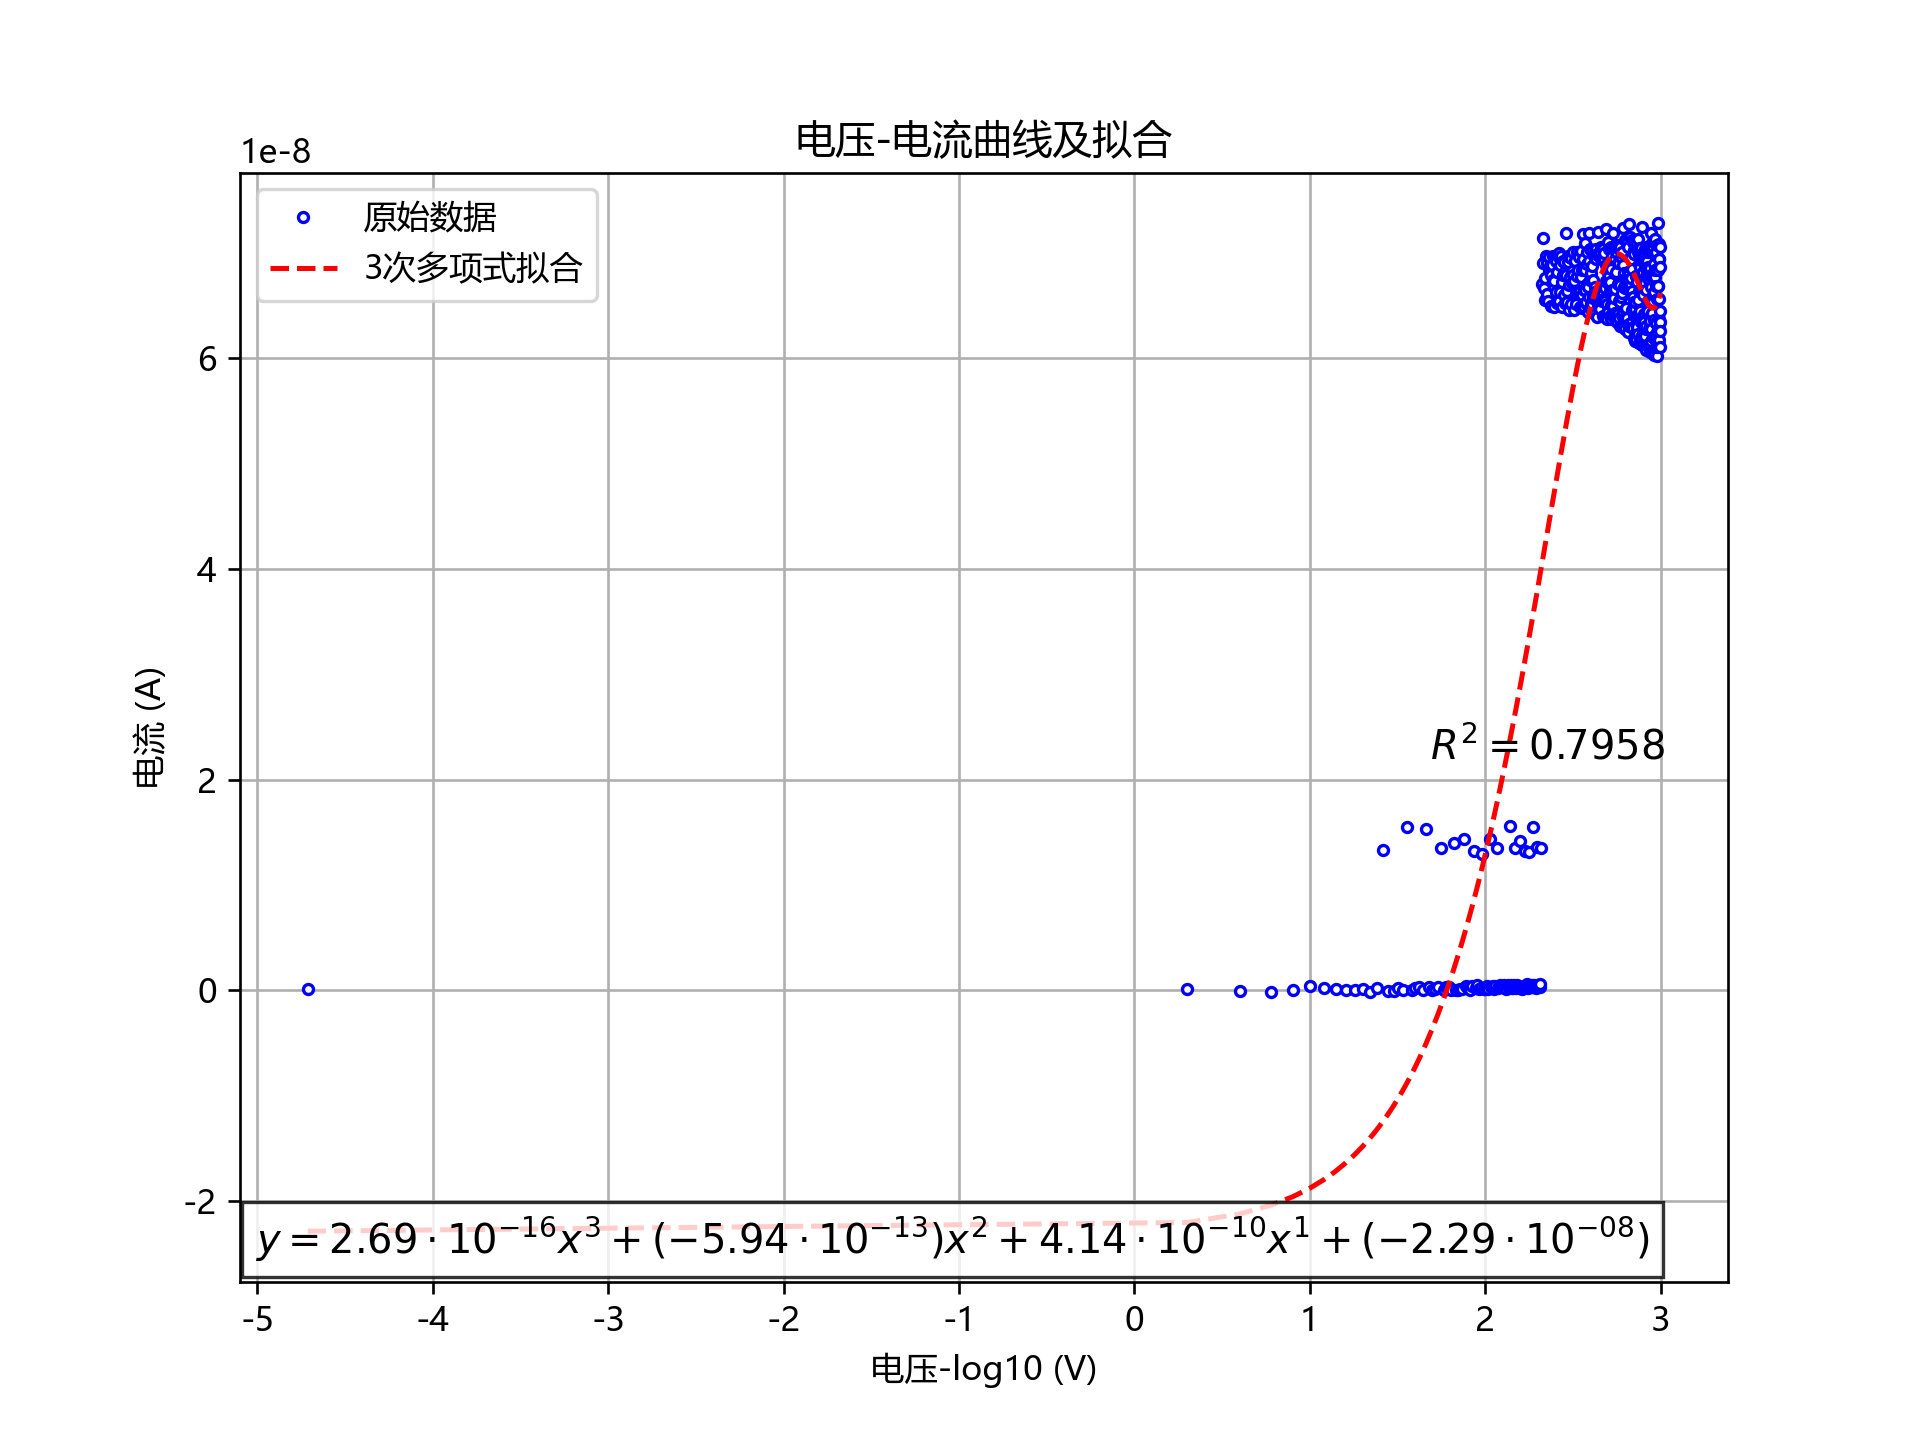 电压-电流曲线及拟合
1e-8
原始数据
3次多项式拟合
6
4
2
0
-2
电流 (A)
R² = 0.7958
y = 2.69 · 10⁻¹⁶x³ + (−5.94 · 10⁻¹³)x² + 4.14 · 10⁻¹⁰x¹ + (−2.29 · 10⁻⁰⁸)
-5 -4 -3 -2 -1 0 1 2 3
电压-log10 (V)